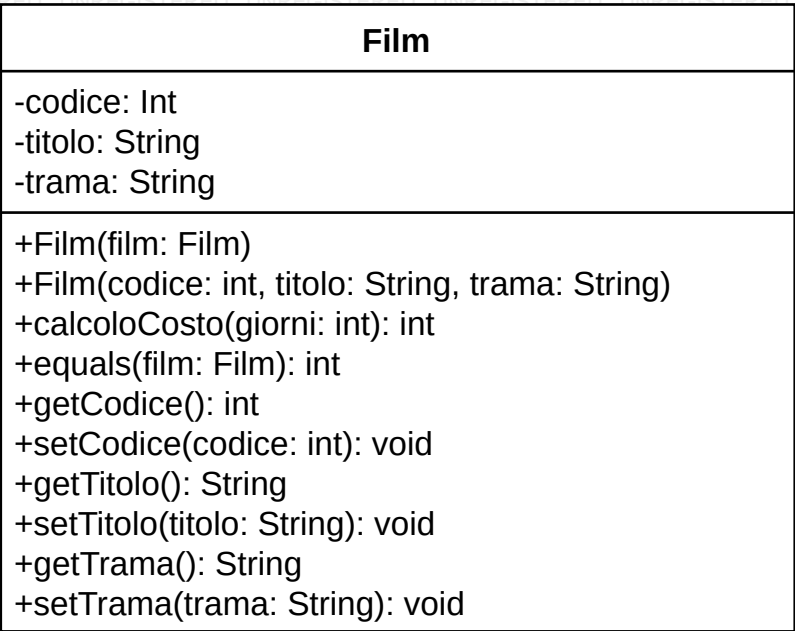 Film
-codice: Int
-titolo: String
-trama: String
+Film(film: Film)
+Film(codice: int, titolo: String, trama: String)
+calcoloCosto(giorni: int): int
+equals(film: Film): int
+getCodice(): int
+setCodice(codice: int): void
+getTitolo(): String
+setTitolo(titolo: String): void
+getTrama(): String
+setTrama(trama: String): void